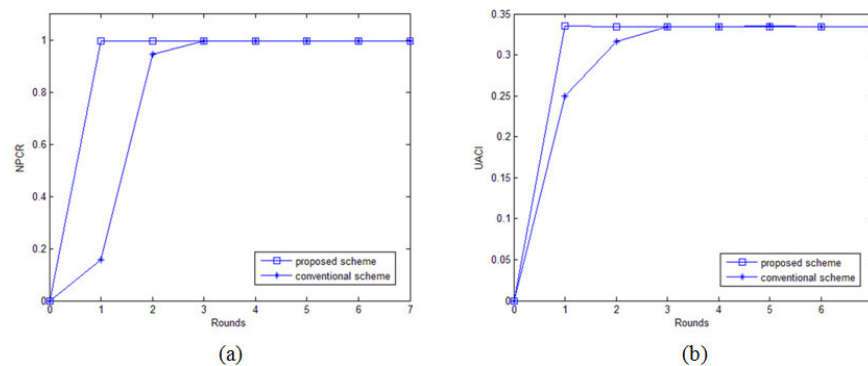 1
0.8
0.6
0.4
0.2
0
NPCR
0 1 2 3 4 5 6 7
Rounds
proposed scheme
conventional scheme
(a)
0.35
0.3
0.25
0.2
0.15
0.1
0.05
0
UACI
0 1 2 3 4 5 6
Rounds
proposed scheme
conventional scheme
(b)